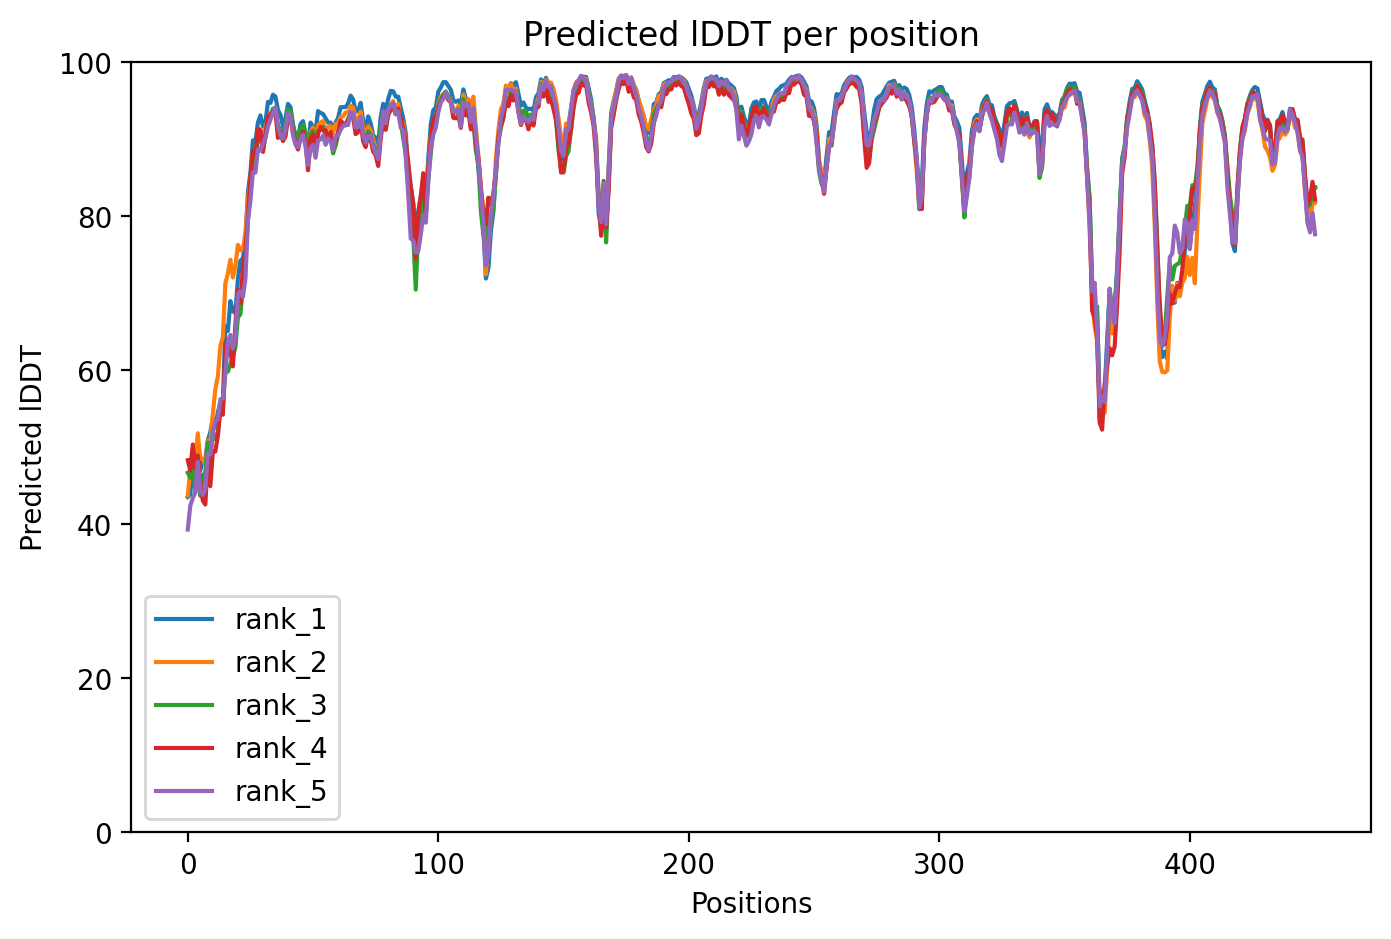 Predicted lDDT per position
100
80
60
40
20
0
Predicted lDDT
rank_1
rank_2
rank_3
rank_4
rank_5
0 100 200 300 400
Positions